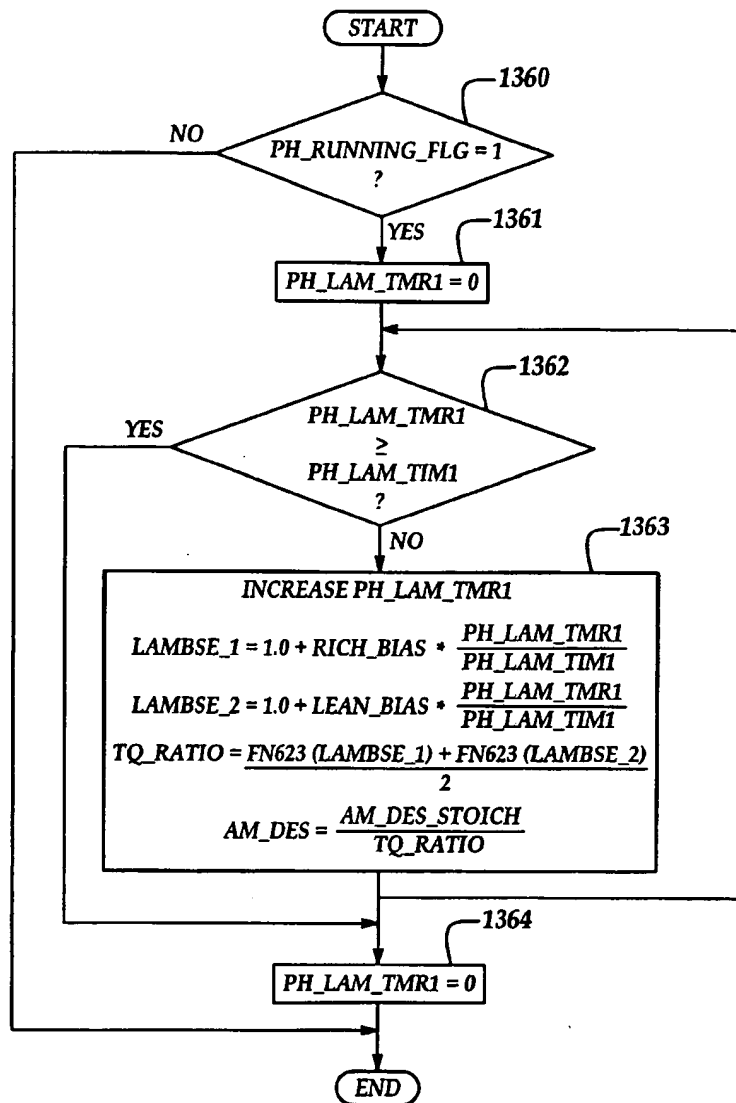 START
1360
NO
PH_RUNNING_FLG = 1
?
YES
1361
PH_LAM_TMR1 = 0
1362
YES
PH_LAM_TMR1
≥
PH_LAM_TIM1
?
NO
1363
INCREASE PH_LAM_TMR1
LAMBSE_1 = 1.0 + RICH_BIAS * PH_LAM_TMR1 / PH_LAM_TIM1
LAMBSE_2 = 1.0 + LEAN_BIAS * PH_LAM_TMR1 / PH_LAM_TIM1
TQ_RATIO = FN623 (LAMBSE_1) + FN623 (LAMBSE_2) / 2
AM_DES = AM_DES_STOICH / TQ_RATIO
1364
PH_LAM_TMR1 = 0
END